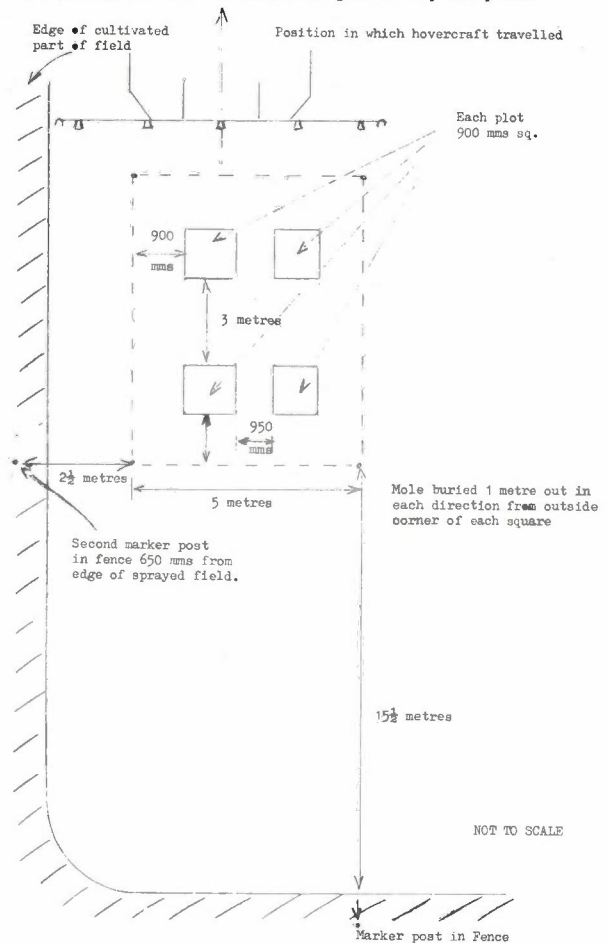 Edge of cultivated
part of field
Position in which hovercraft travelled
Each plot
900 mms sq.
900
mms
3 metres
950
mms
2½ metres
5 metres
Mole buried 1 metre out in
each direction from outside
corner of each square
Second marker post
in fence 650 mms from
edge of sprayed field.
15½ metres
NOT TO SCALE
Marker post in Fence